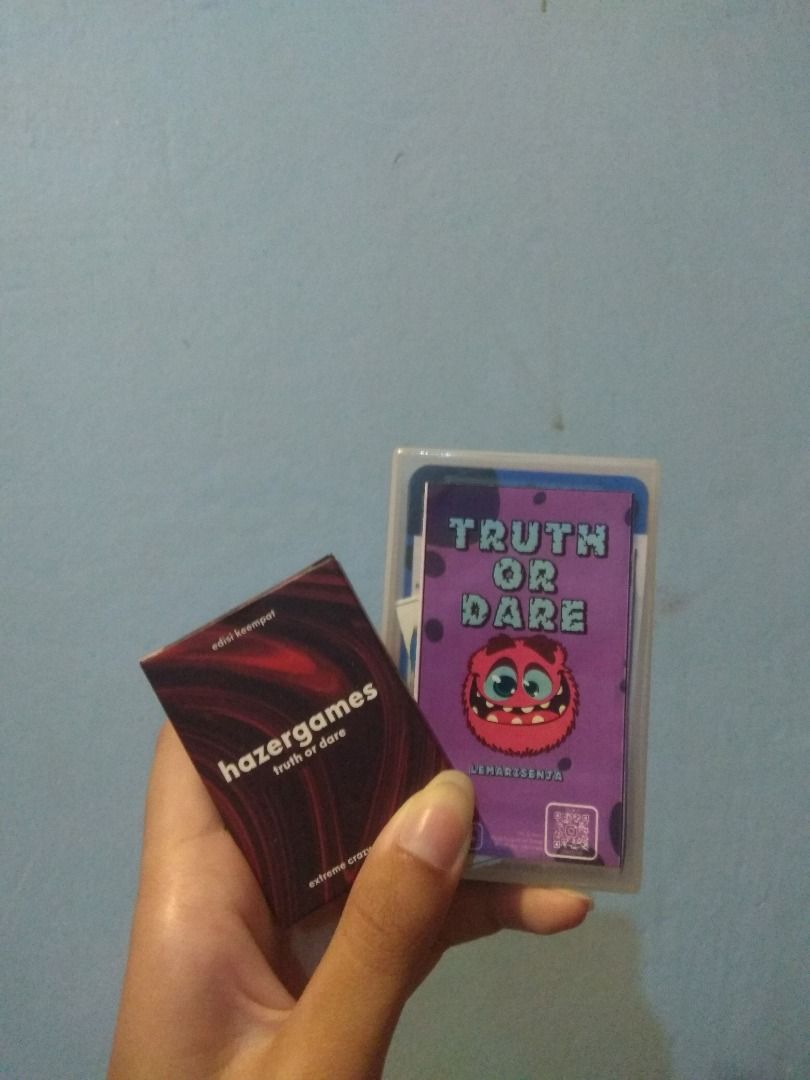 edisi keempat
hazergames
truth or dare
extreme crazy
TRUTH
OR
DARE
LEMARISENJA